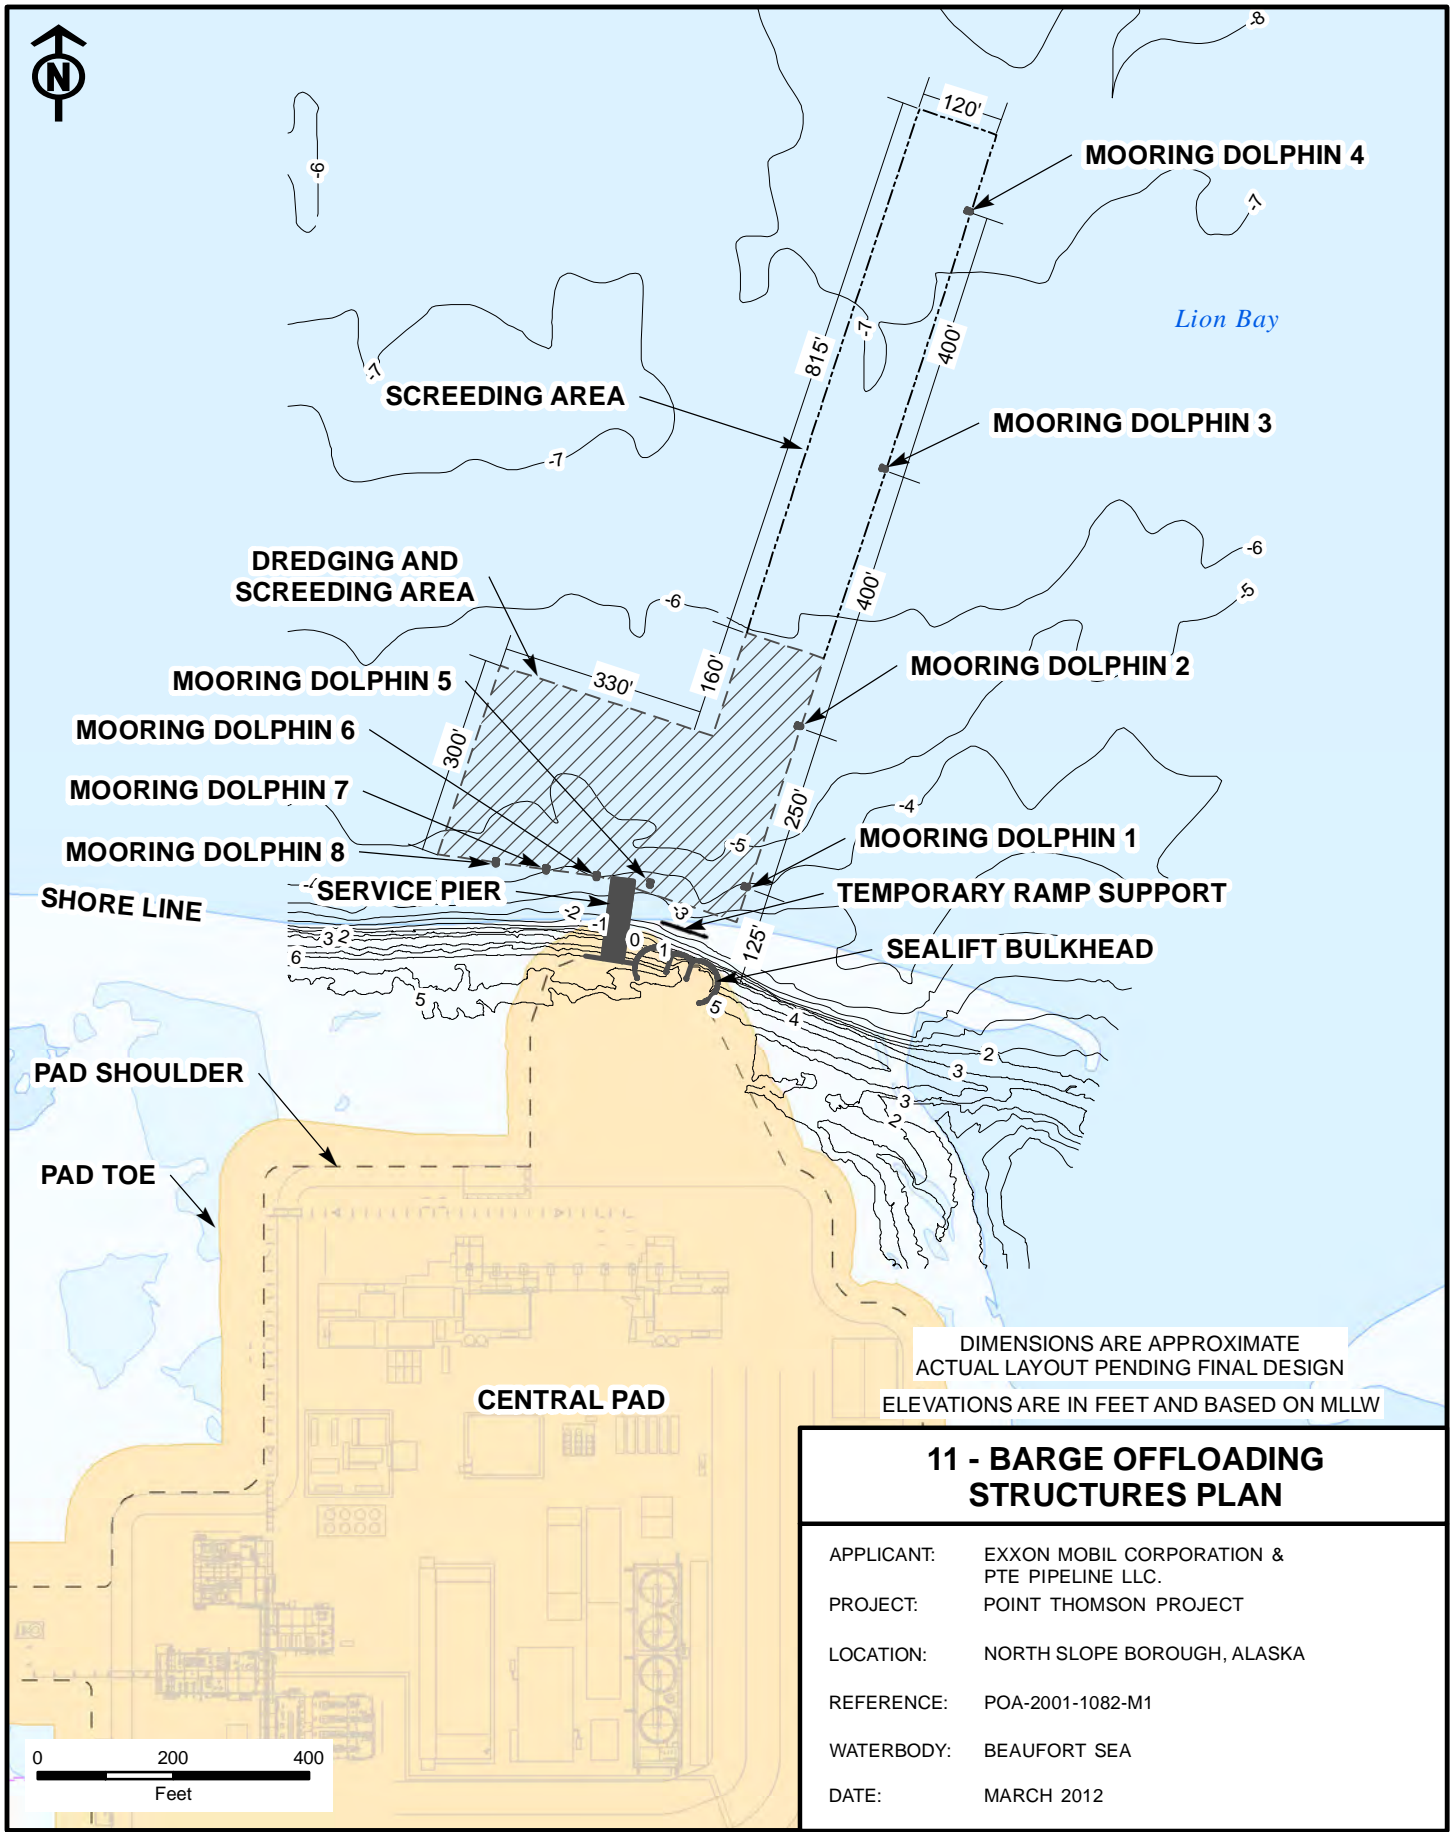 N
-8
120'
MOORING DOLPHIN 4
-6
-7
Lion Bay
-7
815'
400'
-7
SCREEDING AREA
MOORING DOLPHIN 3
-7
-6
DREDGING AND
SCREEDING AREA
400'
-5
-6
160'
MOORING DOLPHIN 2
MOORING DOLPHIN 5
330'
MOORING DOLPHIN 6
300'
MOORING DOLPHIN 7
250'
-4
-5
MOORING DOLPHIN 1
MOORING DOLPHIN 8
SERVICE PIER
TEMPORARY RAMP SUPPORT
SHORE LINE
-2
-3
-1
3 2
0
1
125'
SEALIFT BULKHEAD
6
5
5
4
2
PAD SHOULDER
3
3
2
PAD TOE
DIMENSIONS ARE APPROXIMATE
ACTUAL LAYOUT PENDING FINAL DESIGN
CENTRAL PAD
ELEVATIONS ARE IN FEET AND BASED ON MLLW
11 - BARGE OFFLOADING
STRUCTURES PLAN
APPLICANT: EXXON MOBIL CORPORATION &
PTE PIPELINE LLC.
PROJECT: POINT THOMSON PROJECT
LOCATION: NORTH SLOPE BOROUGH, ALASKA
REFERENCE: POA-2001-1082-M1
WATERBODY: BEAUFORT SEA
DATE: MARCH 2012
0 200 400
Feet